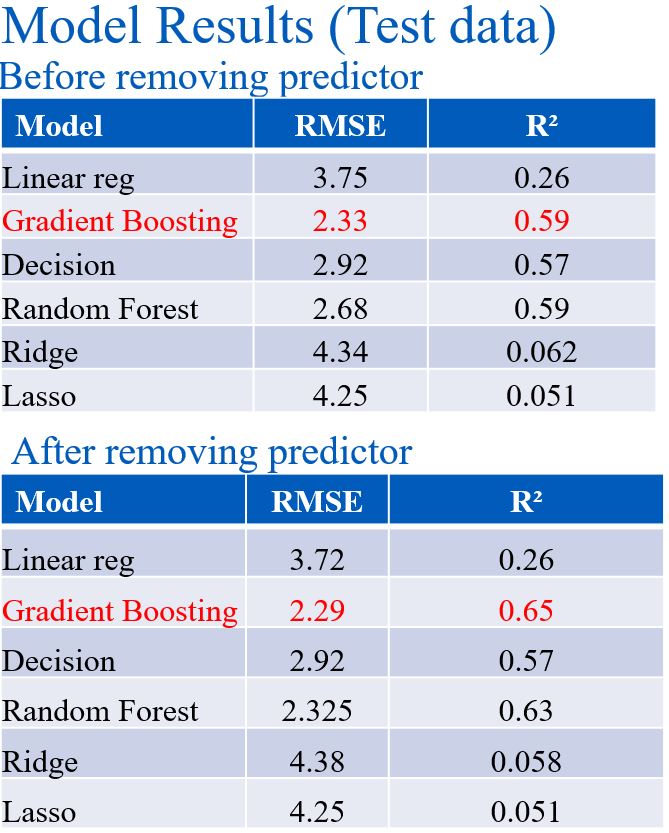 Model Results (Test data)
Before removing predictor
Model RMSE R²
Linear reg 3.75 0.26
Gradient Boosting 2.33 0.59
Decision 2.92 0.57
Random Forest 2.68 0.59
Ridge 4.34 0.062
Lasso 4.25 0.051
After removing predictor
Model RMSE R²
Linear reg 3.72 0.26
Gradient Boosting 2.29 0.65
Decision 2.92 0.57
Random Forest 2.325 0.63
Ridge 4.38 0.058
Lasso 4.25 0.051